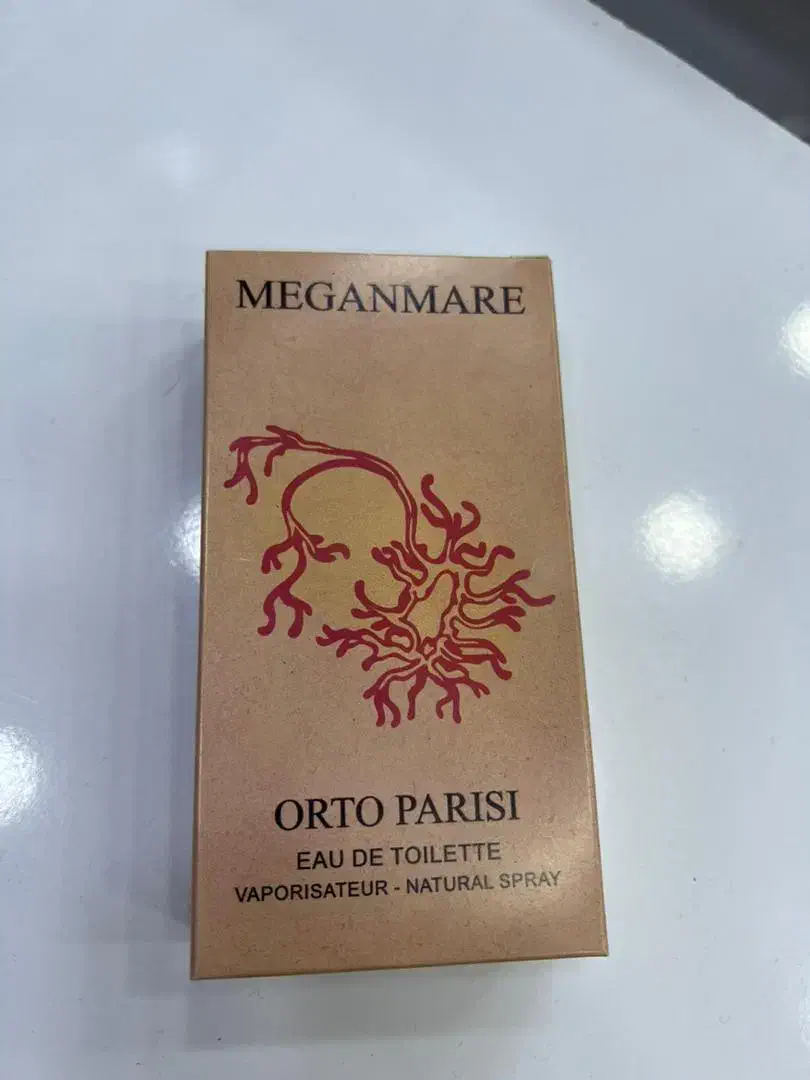 MEGANMARE
ORTO PARISI
EAU DE TOILETTE
VAPORISATEUR - NATURAL SPRAY